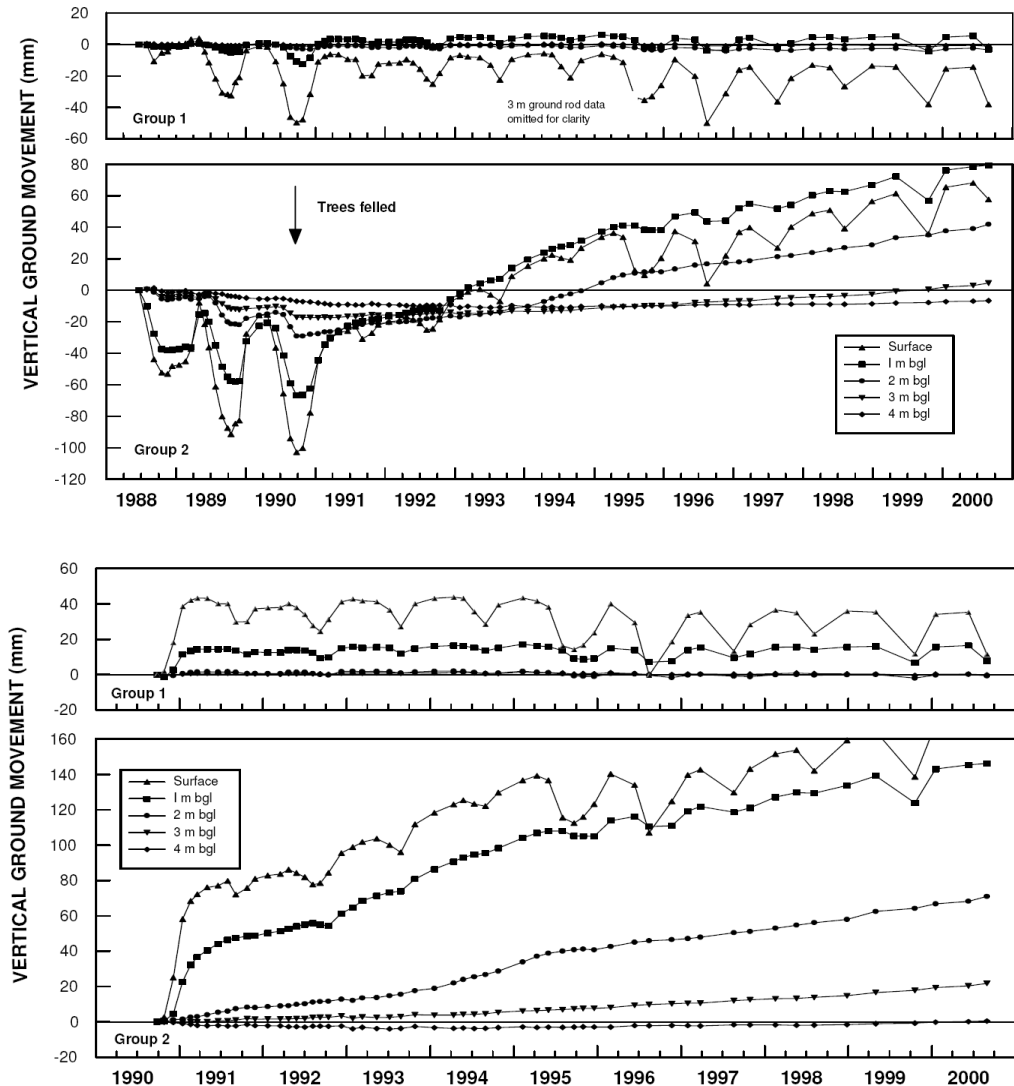 VERTICAL GROUND MOVEMENT (mm)
20
0
-20
-40
-60
Group 1
3 m ground rod data
omitted for clarity
80
60
40
20
0
-20
-40
-60
-80
-100
-120
Trees felled
Surface
I m bgl
2 m bgl
3 m bgl
4 m bgl
Group 2
1988 1989 1990 1991 1992 1993 1994 1995 1996 1997 1998 1999 2000
VERTICAL GROUND MOVEMENT (mm)
60
40
20
0
-20
Group 1
160
140
120
100
80
60
40
20
0
-20
Surface
I m bgl
2 m bgl
3 m bgl
4 m bgl
Group 2
1990 1991 1992 1993 1994 1995 1996 1997 1998 1999 2000